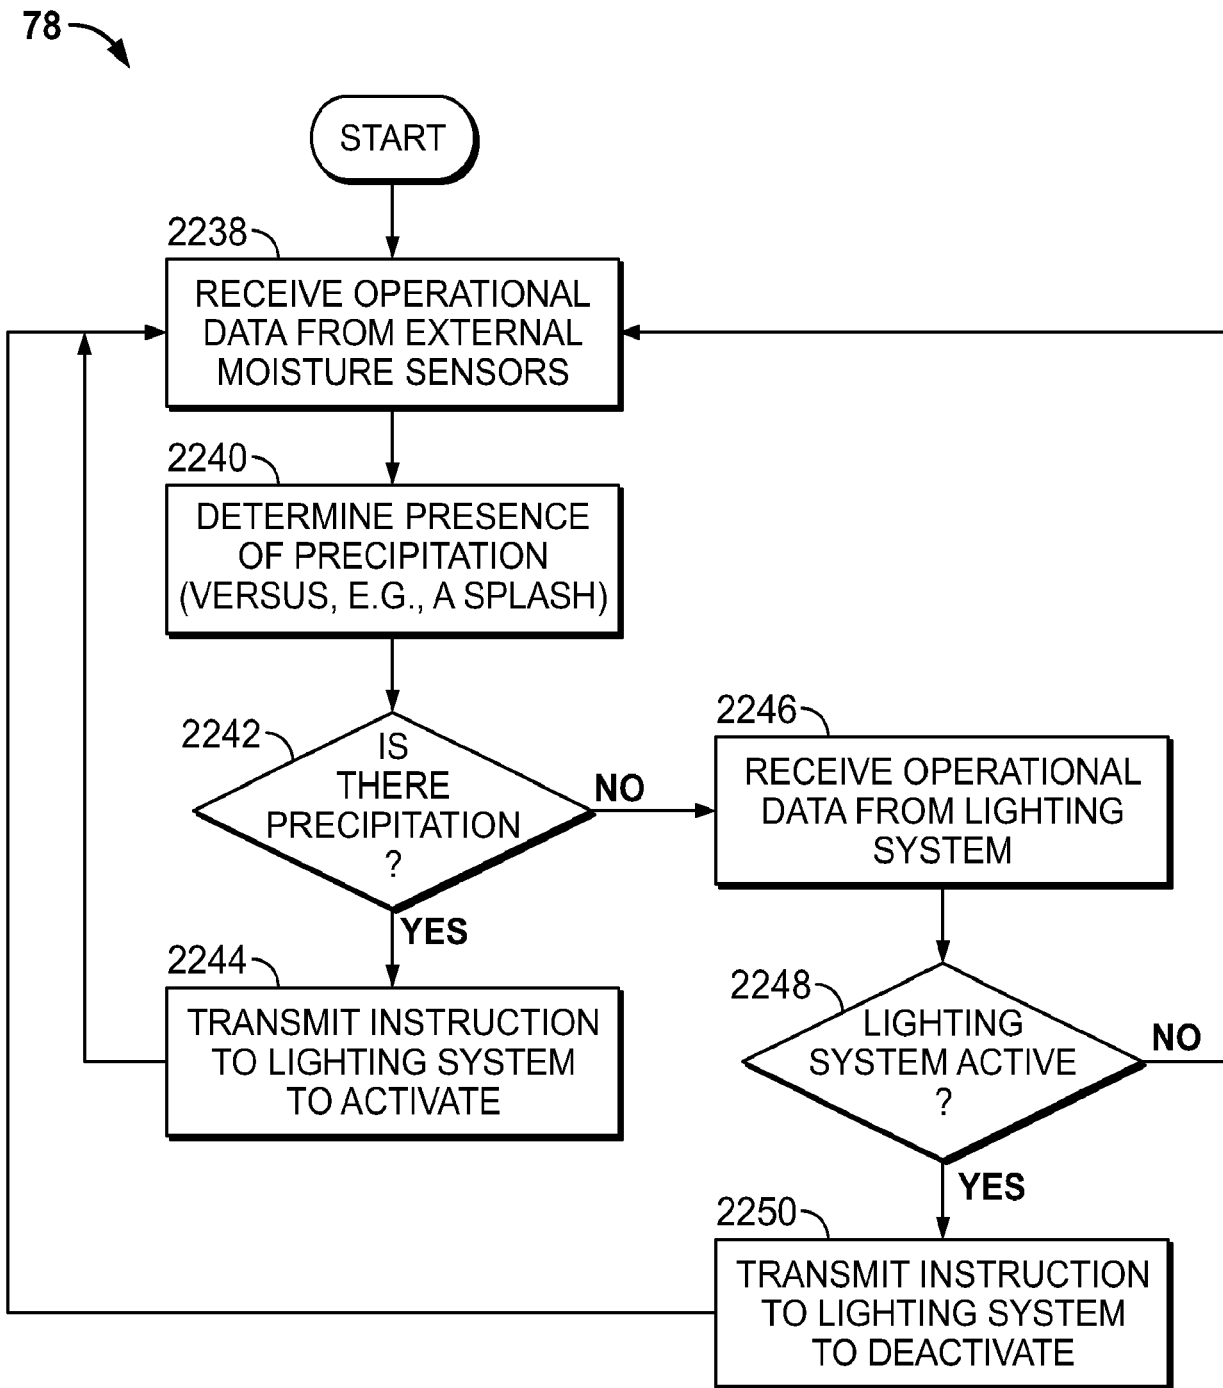 78
START
2238
RECEIVE OPERATIONAL
DATA FROM EXTERNAL
MOISTURE SENSORS
2240
DETERMINE PRESENCE
OF PRECIPITATION
(VERSUS, E.G., A SPLASH)
2242
IS
THERE
PRECIPITATION
?
NO
YES
2244
TRANSMIT INSTRUCTION
TO LIGHTING SYSTEM
TO ACTIVATE
2246
RECEIVE OPERATIONAL
DATA FROM LIGHTING
SYSTEM
2248
LIGHTING
SYSTEM ACTIVE
?
NO
YES
2250
TRANSMIT INSTRUCTION
TO LIGHTING SYSTEM
TO DEACTIVATE